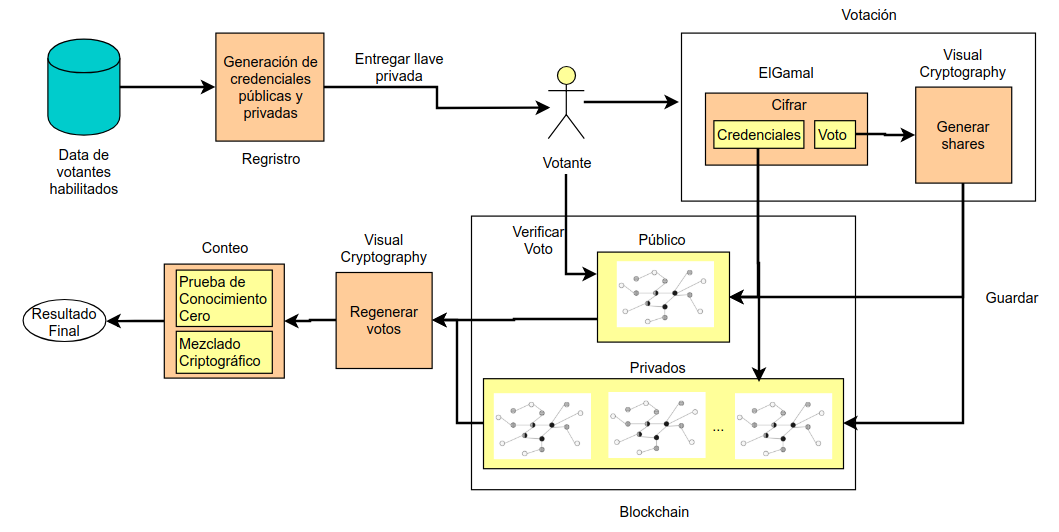 Votación
Generación de
credenciales
públicas y
privadas
Regristro
Data de
votantes
habilitados
Entregar llave
privada
Votante
ElGamal
Cifrar
Credenciales
Voto
Visual
Cryptography
Generar
shares
Guardar
Verificar
Voto
Público
Privados
...
Blockchain
Visual
Cryptography
Regenerar
votos
Conteo
Prueba de
Conocimiento
Cero
Mezclado
Criptográfico
Resultado
Final